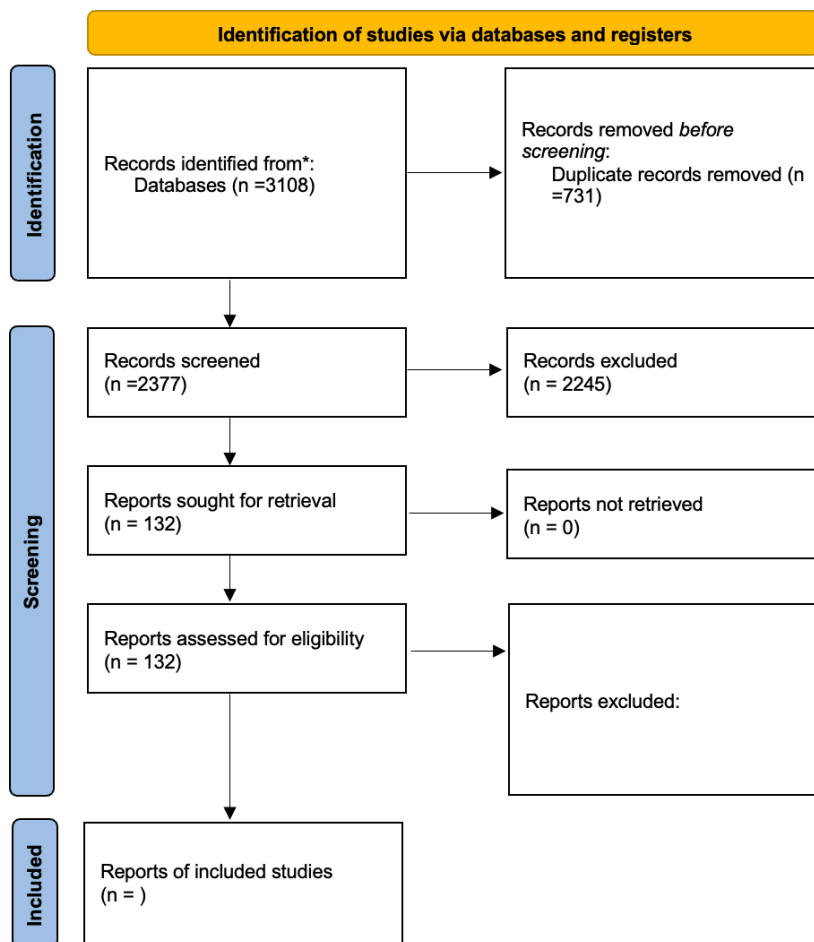 Identification of studies via databases and registers
Identification
Records identified from*:
Databases (n =3108)
Records removed before
screening:
Duplicate records removed (n
=731)
Screening
Records screened
(n =2377)
Records excluded
(n = 2245)
Reports sought for retrieval
(n = 132)
Reports not retrieved
(n = 0)
Reports assessed for eligibility
(n = 132)
Reports excluded:
Included
Reports of included studies
(n = )